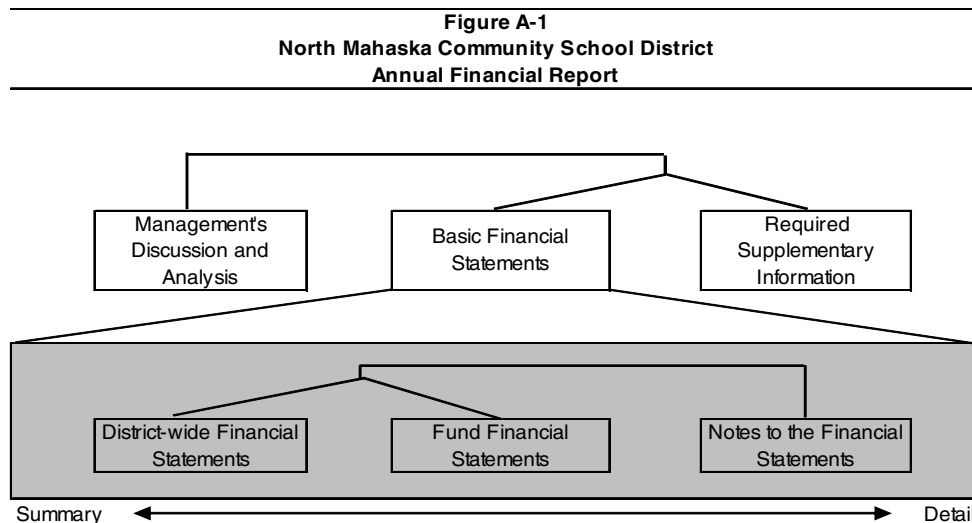 Figure A-1
North Mahaska Community School District
Annual Financial Report
Management's
Discussion and
Analysis
Basic Financial
Statements
Required
Supplementary
Information
District-wide Financial
Statements
Fund Financial
Statements
Notes to the Financial
Statements
Summary
Detail